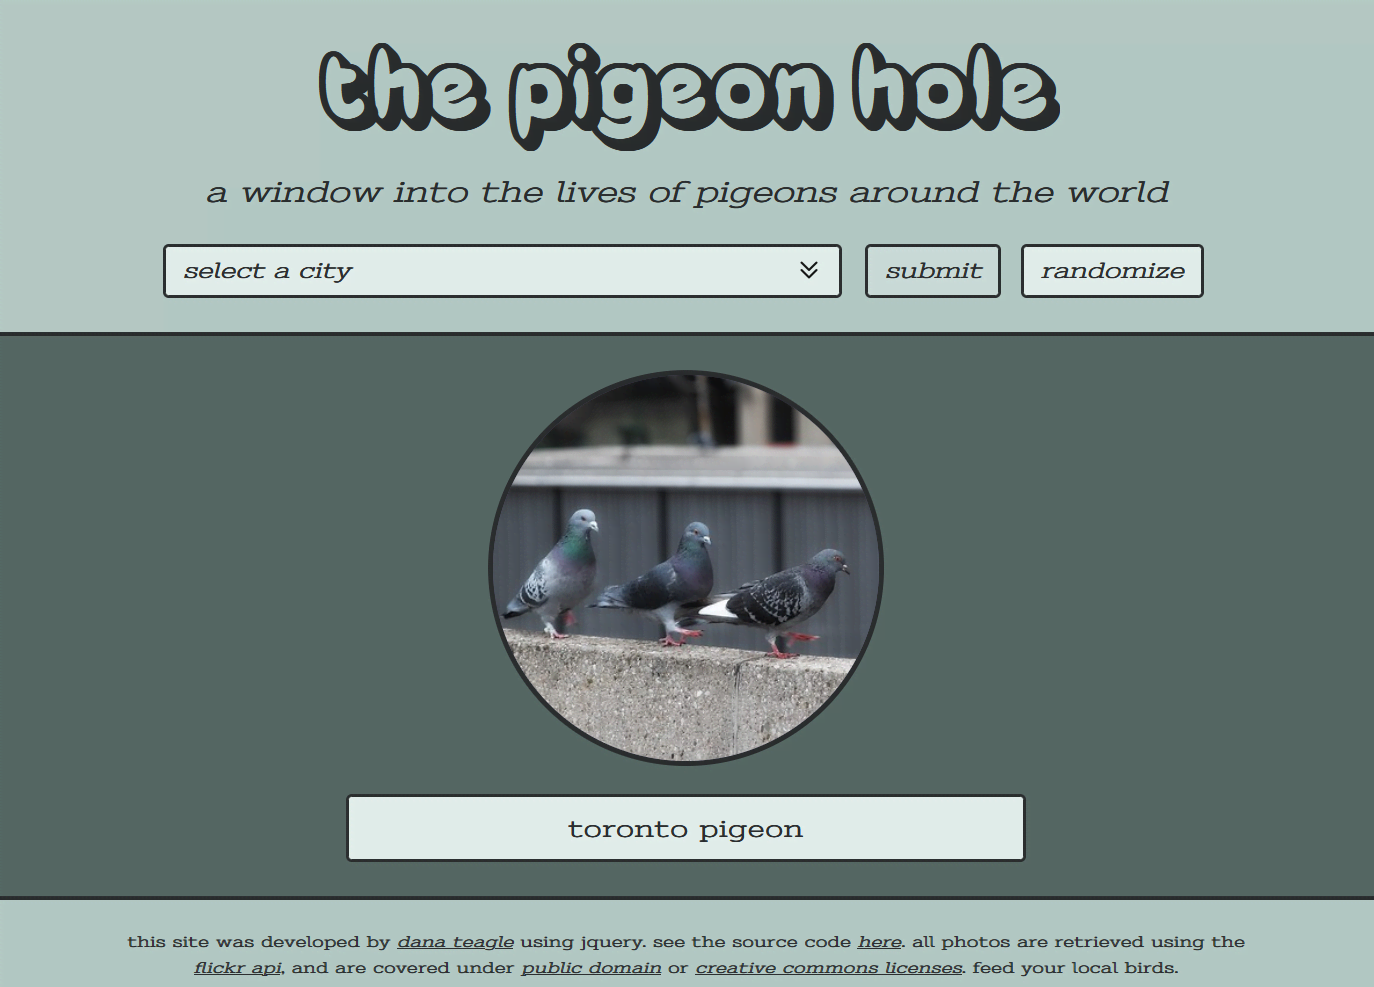 the pigeon hole
a window into the lives of pigeons around the world
select a city
submit
randomize
toronto pigeon
this site was developed by dana teagle using jquery. see the source code here. all photos are retrieved using the
flickr api, and are covered under public domain or creative commons licenses. feed your local birds.